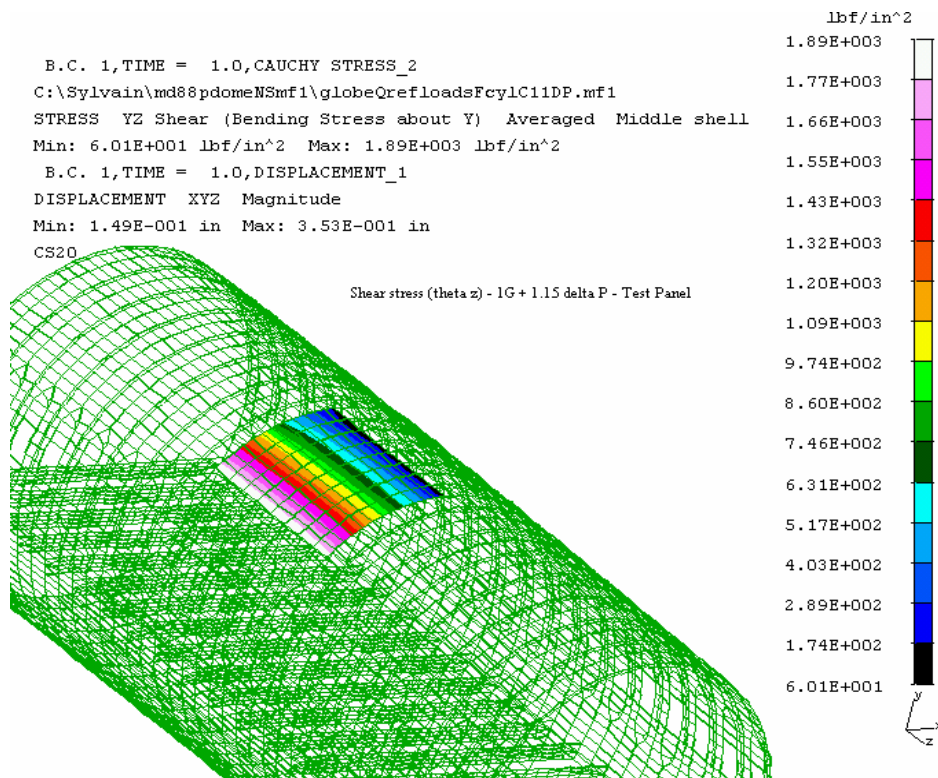 lbf/in^2
1.89E+003
B.C. 1,TIME = 1.0,CAUCHY STRESS_2
1.77E+003
C:\Sylvain\md88pdomeNSmf1\globeQrefloadsFcylC11DP.mf1
STRESS YZ Shear (Bending Stress about Y) Averaged Middle shell
1.66E+003
Min: 6.01E+001 lbf/in^2 Max: 1.89E+003 lbf/in^2
1.55E+003
B.C. 1,TIME = 1.0,DISPLACEMENT_1
DISPLACEMENT XYZ Magnitude
1.43E+003
Min: 1.49E-001 in Max: 3.53E-001 in
1.32E+003
CS20
1.20E+003
Shear stress (theta z) - 1G + 1.15 delta P - Test Panel
1.09E+003
9.74E+002
8.60E+002
7.46E+002
6.31E+002
5.17E+002
4.03E+002
2.89E+002
1.74E+002
6.01E+001
y
x
z